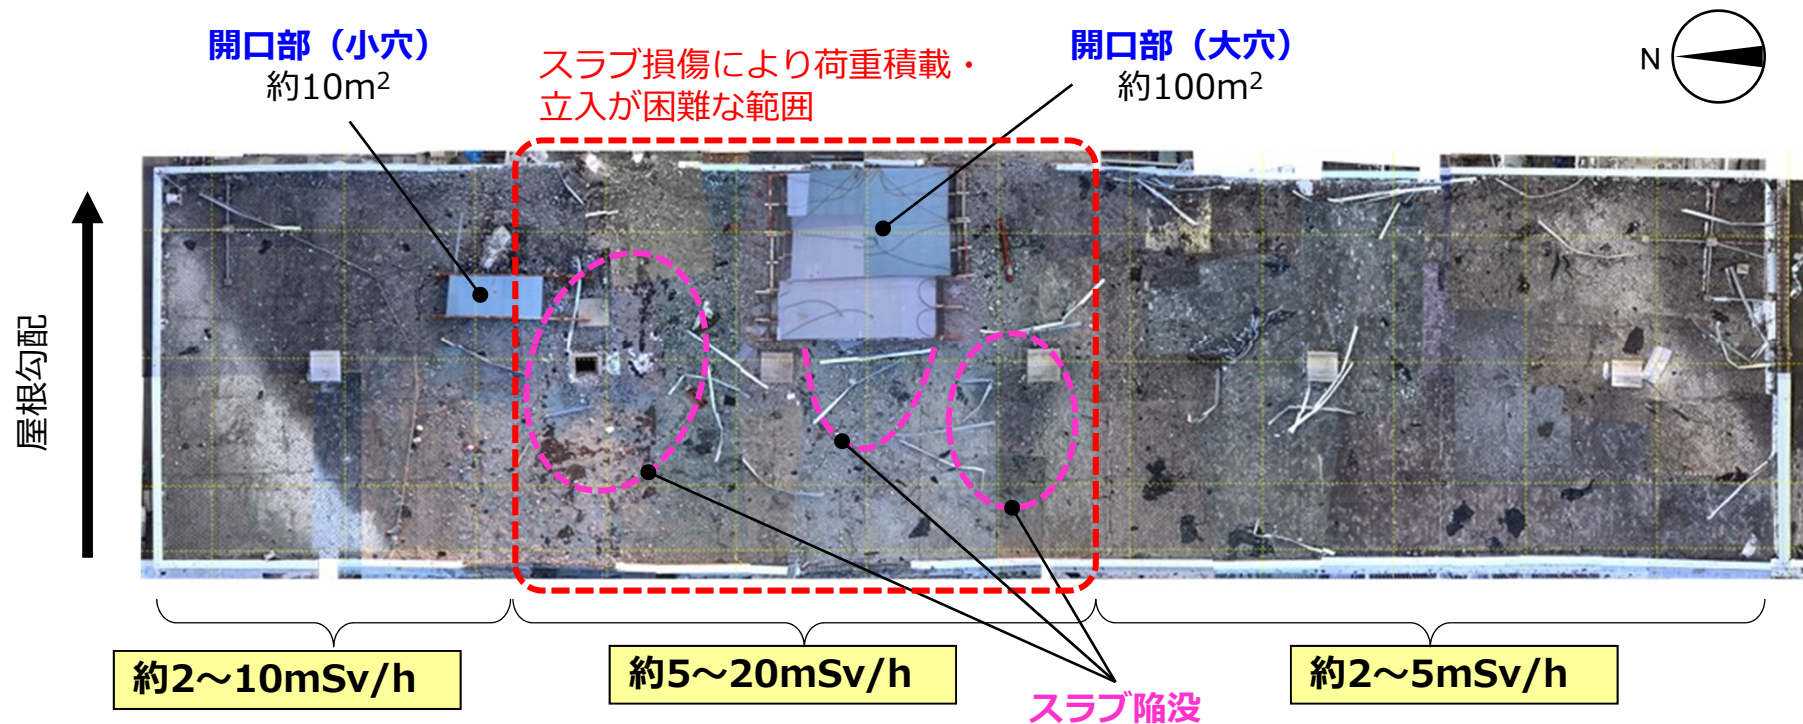 開口部（小穴）
約10m²
スラブ損傷により荷重積載・
立入が困難な範囲
開口部（大穴）
約100m²
N
屋根勾配
約2～10mSv/h
約5～20mSv/h
約2～5mSv/h
スラブ陥没